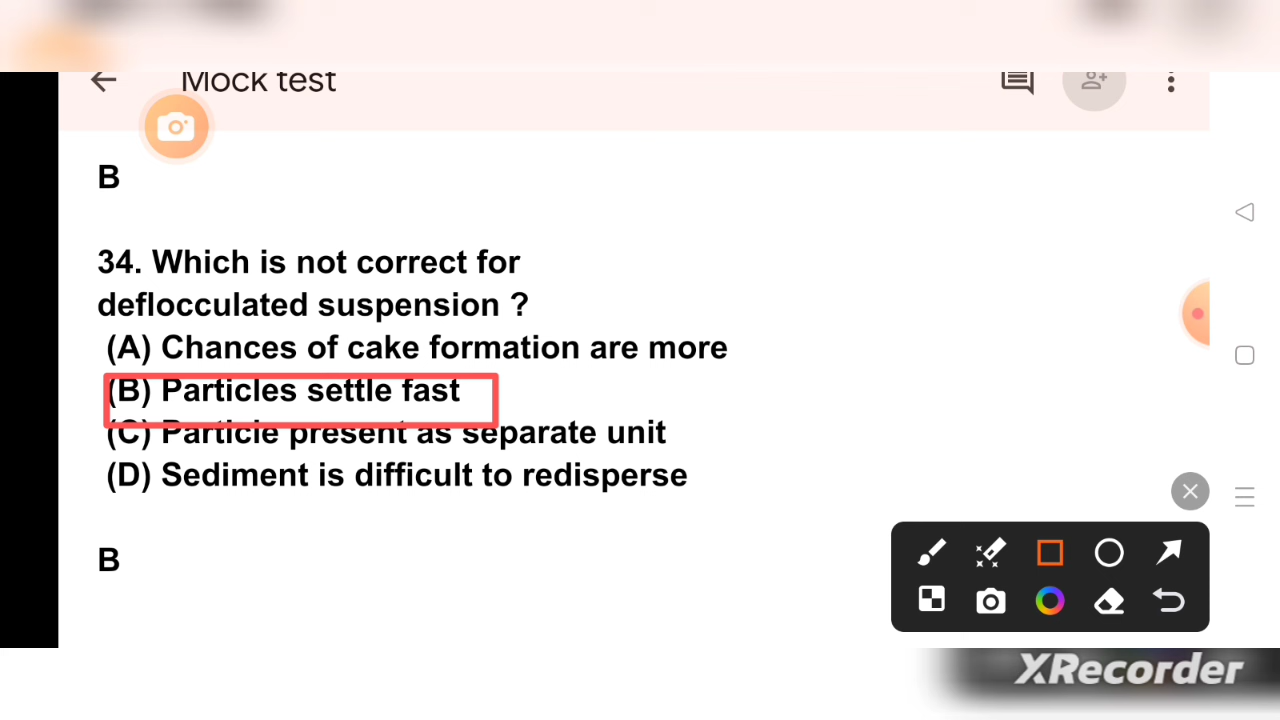 Mock test
B
34. Which is not correct for
deflocculated suspension ?
(A) Chances of cake formation are more
(B) Particles settle fast
(C) Particle present as separate unit
(D) Sediment is difficult to redisperse
B
XRecorder